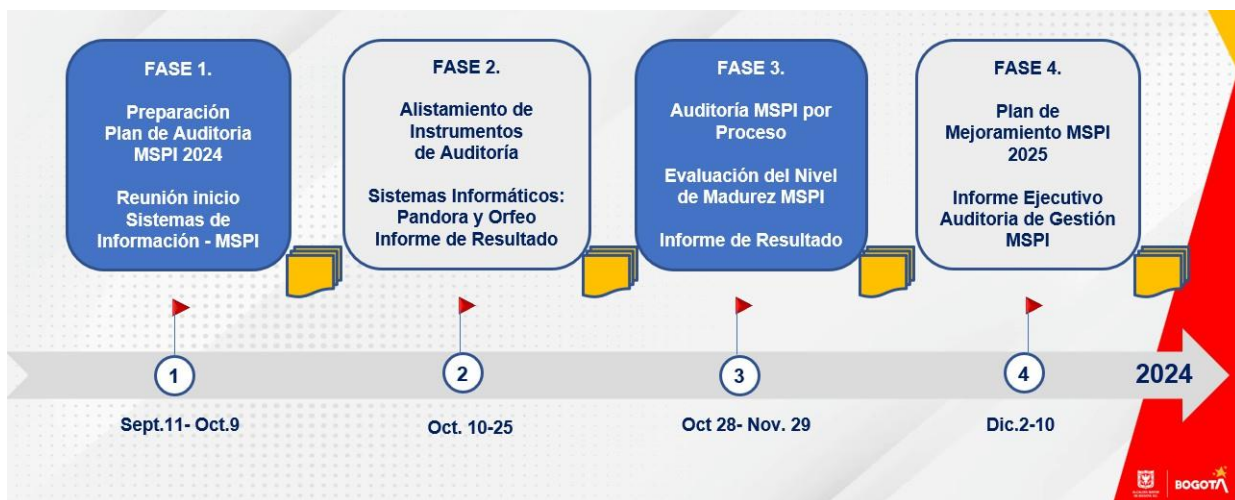 FASE 1.
Preparación
Plan de Auditoria
MSPI 2024
Reunión inicio
Sistemas de
Información - MSPI
FASE 2.
Alistamiento de
Instrumentos
de Auditoría
Sistemas Informáticos:
Pandora y Orfeo
Informe de Resultado
FASE 3.
Auditoría MSPI por
Proceso
Evaluación del Nivel
de Madurez MSPI
Informe de Resultado
FASE 4.
Plan de
Mejoramiento MSPI
2025
Informe Ejecutivo
Auditoria de Gestión
MSPI
1
2
3
4
2024
Sept.11- Oct.9
Oct. 10-25
Oct 28- Nov. 29
Dic.2-10
BOGOTÁ